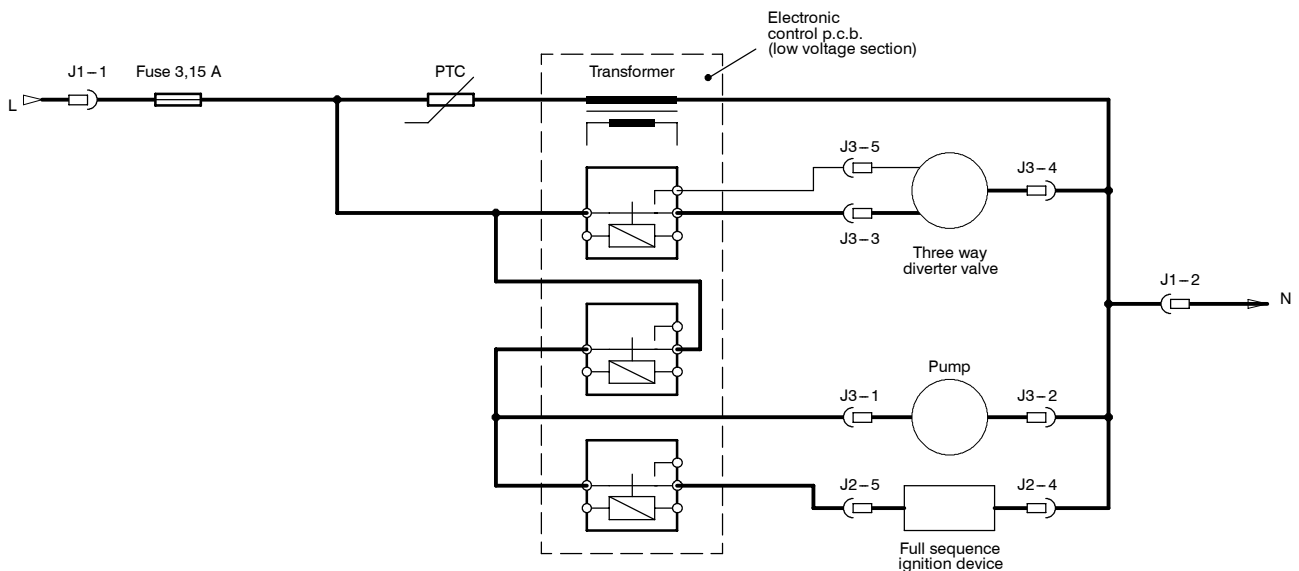 Electronic
control p.c.b.
(low voltage section)
J1-1
Fuse 3,15 A
PTC
Transformer
L
J3-5
J3-4
J3-3
Three way
diverter valve
J1-2
N
Pump
J3-1
J3-2
J2-5
J2-4
Full sequence
ignition device